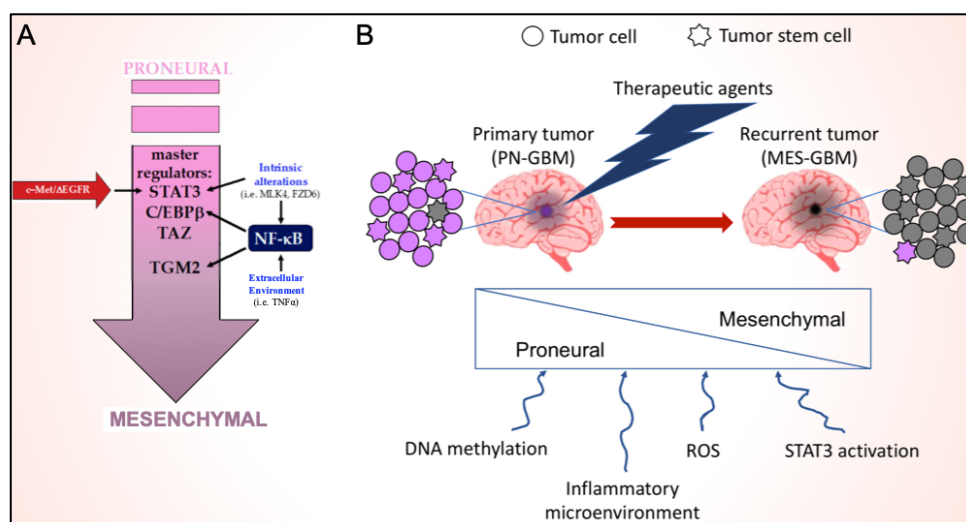 A
PRONEURAL
master
regulators:
STAT3
C/EBPβ
TAZ
TGM2
c-Met/ΔEGFR
Intrinsic
alterations
(i.e. MLK4, FZD6)
NF-κB
Extracellular
Environment
(i.e. TNFα)
MESENCHYMAL
B
Tumor cell
Tumor stem cell
Therapeutic agents
Primary tumor
(PN-GBM)
Recurrent tumor
(MES-GBM)
Mesenchymal
Proneural
DNA methylation
Inflammatory
microenvironment
ROS
STAT3 activation